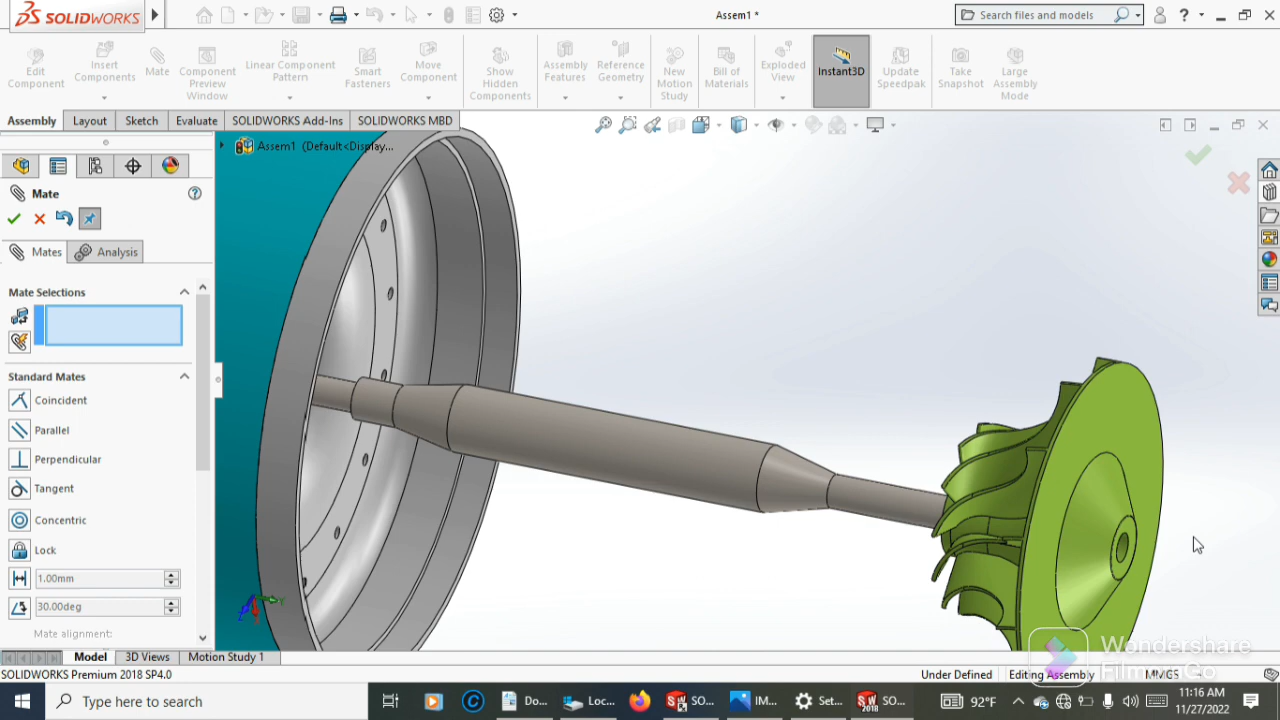 SOLIDWORKS
Assem1 *
Search files and models
Edit Component
Insert Components
Mate
Component Preview Window
Linear Component Pattern
Smart Fasteners
Move Component
Show Hidden Components
Assembly Features
Reference Geometry
New Motion Study
Bill of Materials
Exploded View
Instant3D
Update Speedpak
Take Snapshot
Large Assembly Mode
Assembly
Layout
Sketch
Evaluate
SOLIDWORKS Add-Ins
SOLIDWORKS MBD
Assem1 (Default<Display...
Mate
Mates
Analysis
Mate Selections
Standard Mates
Coincident
Parallel
Perpendicular
Tangent
Concentric
Lock
1.00mm
30.00deg
Mate alignment:
Model
3D Views
Motion Study 1
Wondershare
FilmoraGo
SOLIDWORKS Premium 2018 SP4.0
Under Defined
Editing Assembly
MMGS
Type here to search
Do...
Loc...
SO...
IM...
Set...
SO...
92°F
11:16 AM
11/27/2022